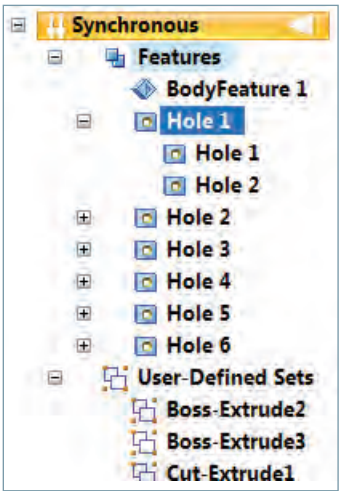 Synchronous
Features
BodyFeature 1
Hole 1
Hole 1
Hole 2
Hole 2
Hole 3
Hole 4
Hole 5
Hole 6
User-Defined Sets
Boss-Extrude2
Boss-Extrude3
Cut-Extrude1